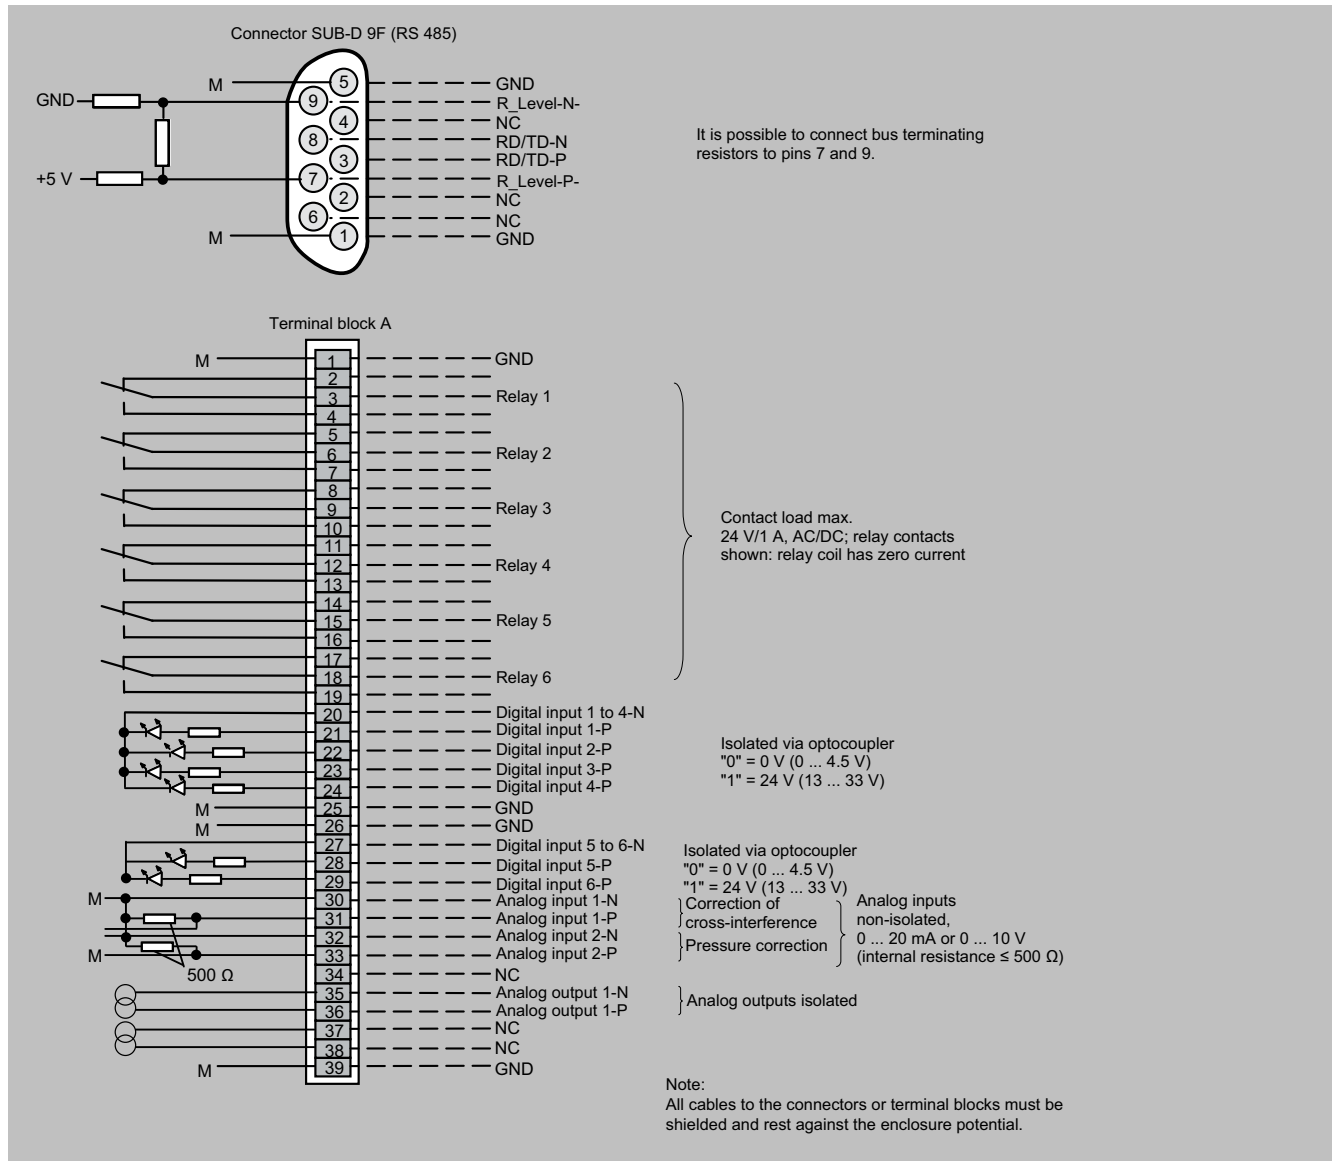 Connector SUB-D 9F (RS 485)
M 5 GND
GND 9 R_Level-N-
4 NC
8 RD/TD-N
3 RD/TD-P
+5 V 7 R_Level-P-
2 NC
6 NC
M 1 GND
It is possible to connect bus terminating
resistors to pins 7 and 9.
Terminal block A
M 1 GND
2
3 Relay 1
4
5
6 Relay 2
7
8
9 Relay 3
10
11
12 Relay 4
13
14
15 Relay 5
16
17
18 Relay 6
19
Contact load max.
24 V/1 A, AC/DC; relay contacts
shown: relay coil has zero current
20 Digital input 1 to 4-N
21 Digital input 1-P
22 Digital input 2-P
23 Digital input 3-P
24 Digital input 4-P
Isolated via optocoupler
"0" = 0 V (0 ... 4.5 V)
"1" = 24 V (13 ... 33 V)
M 25 GND
M 26 GND
27 Digital input 5 to 6-N
28 Digital input 5-P
29 Digital input 6-P
Isolated via optocoupler
"0" = 0 V (0 ... 4.5 V)
"1" = 24 V (13 ... 33 V)
M 30 Analog input 1-N
31 Analog input 1-P
32 Analog input 2-N
M 33 Analog input 2-P
500 Ω
Correction of
cross-interference
Pressure correction
Analog inputs
non-isolated,
0 ... 20 mA or 0 ... 10 V
(internal resistance ≤ 500 Ω)
34 NC
35 Analog output 1-N
36 Analog output 1-P
Analog outputs isolated
37 NC
38 NC
M 39 GND
Note:
All cables to the connectors or terminal blocks must be
shielded and rest against the enclosure potential.